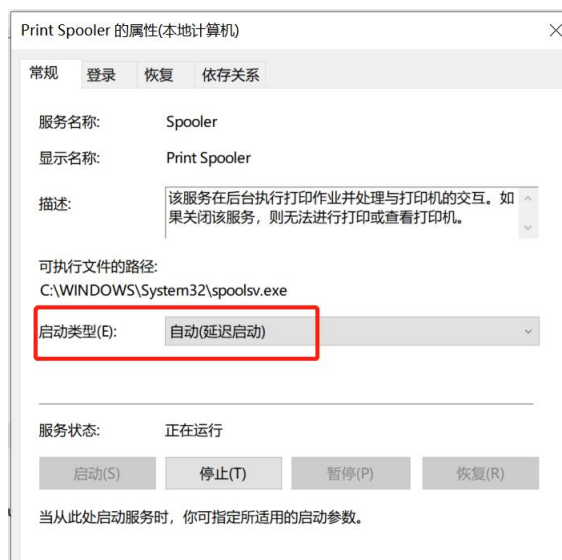 Print Spooler 的属性(本地计算机)
常规 登录 恢复 依存关系
服务名称: Spooler
显示名称: Print Spooler
描述: 该服务在后台执行打印作业并处理与打印机的交互。如
果关闭该服务，则无法进行打印或查看打印机。
可执行文件的路径:
C:\WINDOWS\System32\spoolsv.exe
启动类型(E): 自动(延迟启动)
服务状态: 正在运行
启动(S) 停止(T) 暂停(P) 恢复(R)
当从此处启动服务时，你可指定所适用的启动参数。